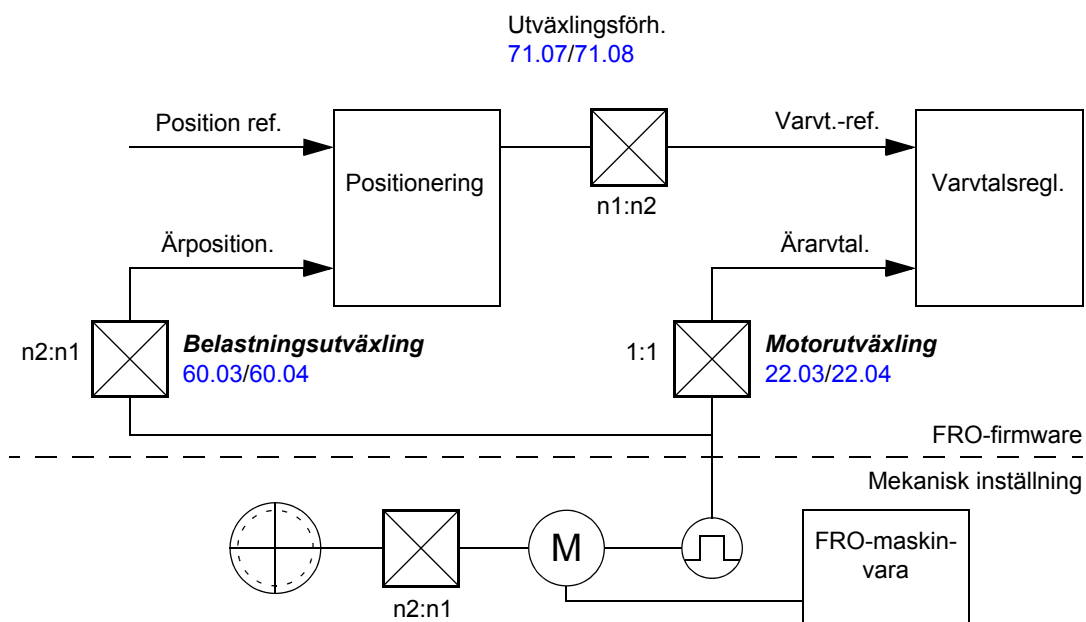 Utväxlingsförh.
71.07/71.08
Position ref.
Varvt.-ref.
Positionering
Varvtalsregl.
n1:n2
Ärposition.
Ärarvtal.
n2:n1
Belastningsutväxling
60.03/60.04
1:1
Motorutväxling
22.03/22.04
FRO-firmware
Mekanisk inställning
M
FRO-maskin-
vara
n2:n1